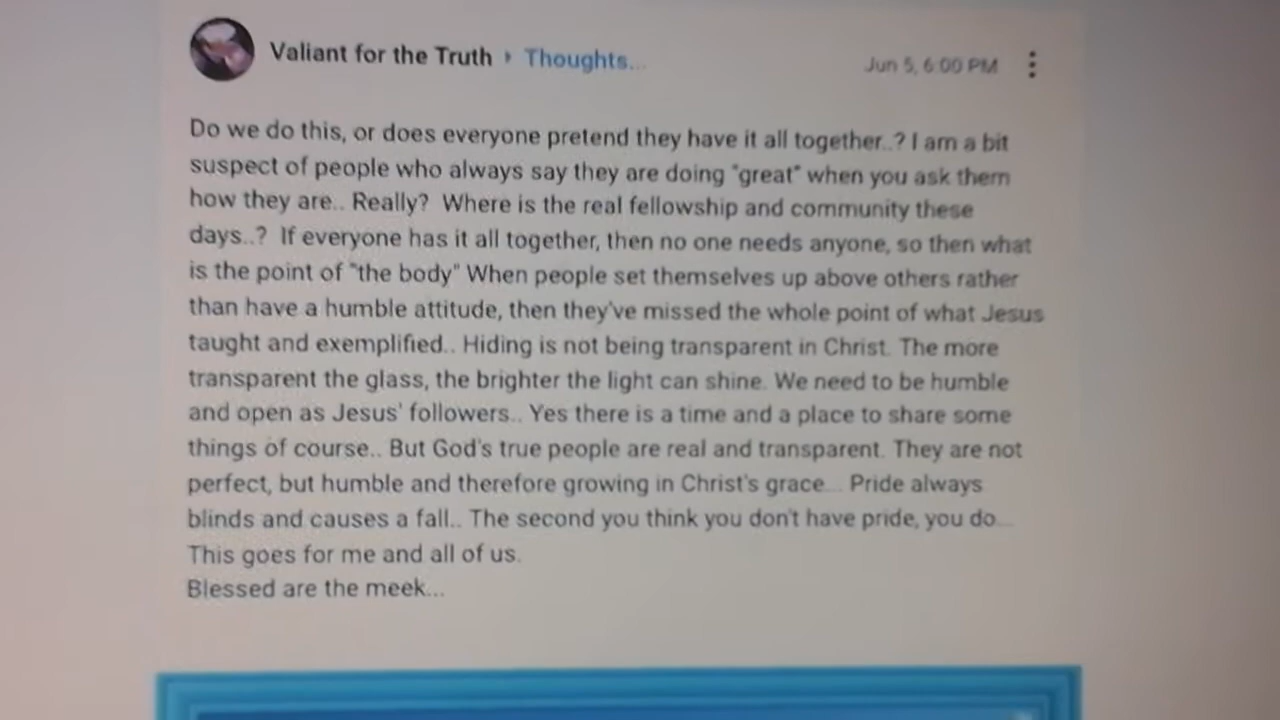 Valiant for the Truth ▸ Thoughts...
Jun 5, 6:00 PM
Do we do this, or does everyone pretend they have it all together..? I am a bit
suspect of people who always say they are doing "great" when you ask them
how they are.. Really? Where is the real fellowship and community these
days..? If everyone has it all together, then no one needs anyone, so then what
is the point of "the body" When people set themselves up above others rather
than have a humble attitude, then they've missed the whole point of what Jesus
taught and exemplified.. Hiding is not being transparent in Christ. The more
transparent the glass, the brighter the light can shine. We need to be humble
and open as Jesus' followers.. Yes there is a time and a place to share some
things of course.. But God's true people are real and transparent. They are not
perfect, but humble and therefore growing in Christ's grace... Pride always
blinds and causes a fall.. The second you think you don't have pride, you do...
This goes for me and all of us.
Blessed are the meek...